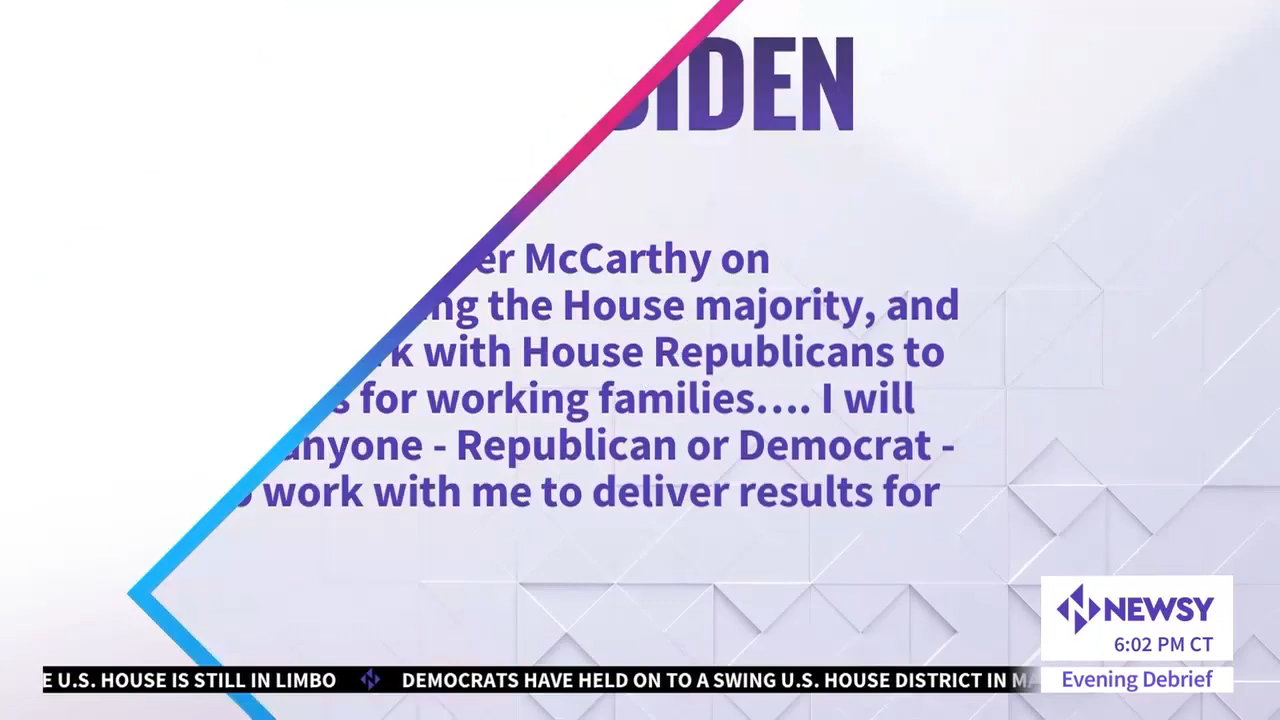 BIDEN
er McCarthy on
ng the House majority, and
rk with House Republicans to
s for working families.... I will
anyone - Republican or Democrat -
work with me to deliver results for
NEWSY
6:02 PM CT
E U.S. HOUSE IS STILL IN LIMBO DEMOCRATS HAVE HELD ON TO A SWING U.S. HOUSE DISTRICT IN
Evening Debrief